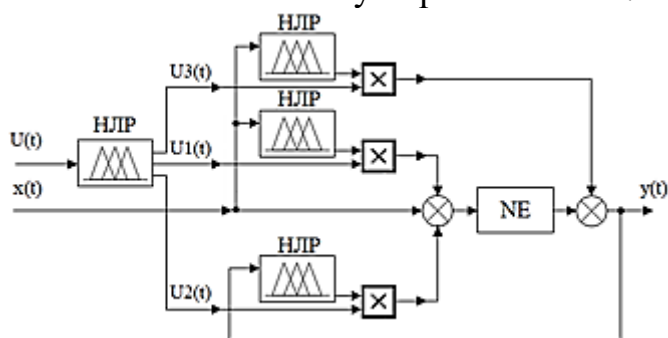 НЛР
U3(t)
НЛР
НЛР
U(t)
U1(t)
x(t)
y(t)
NE
НЛР
U2(t)